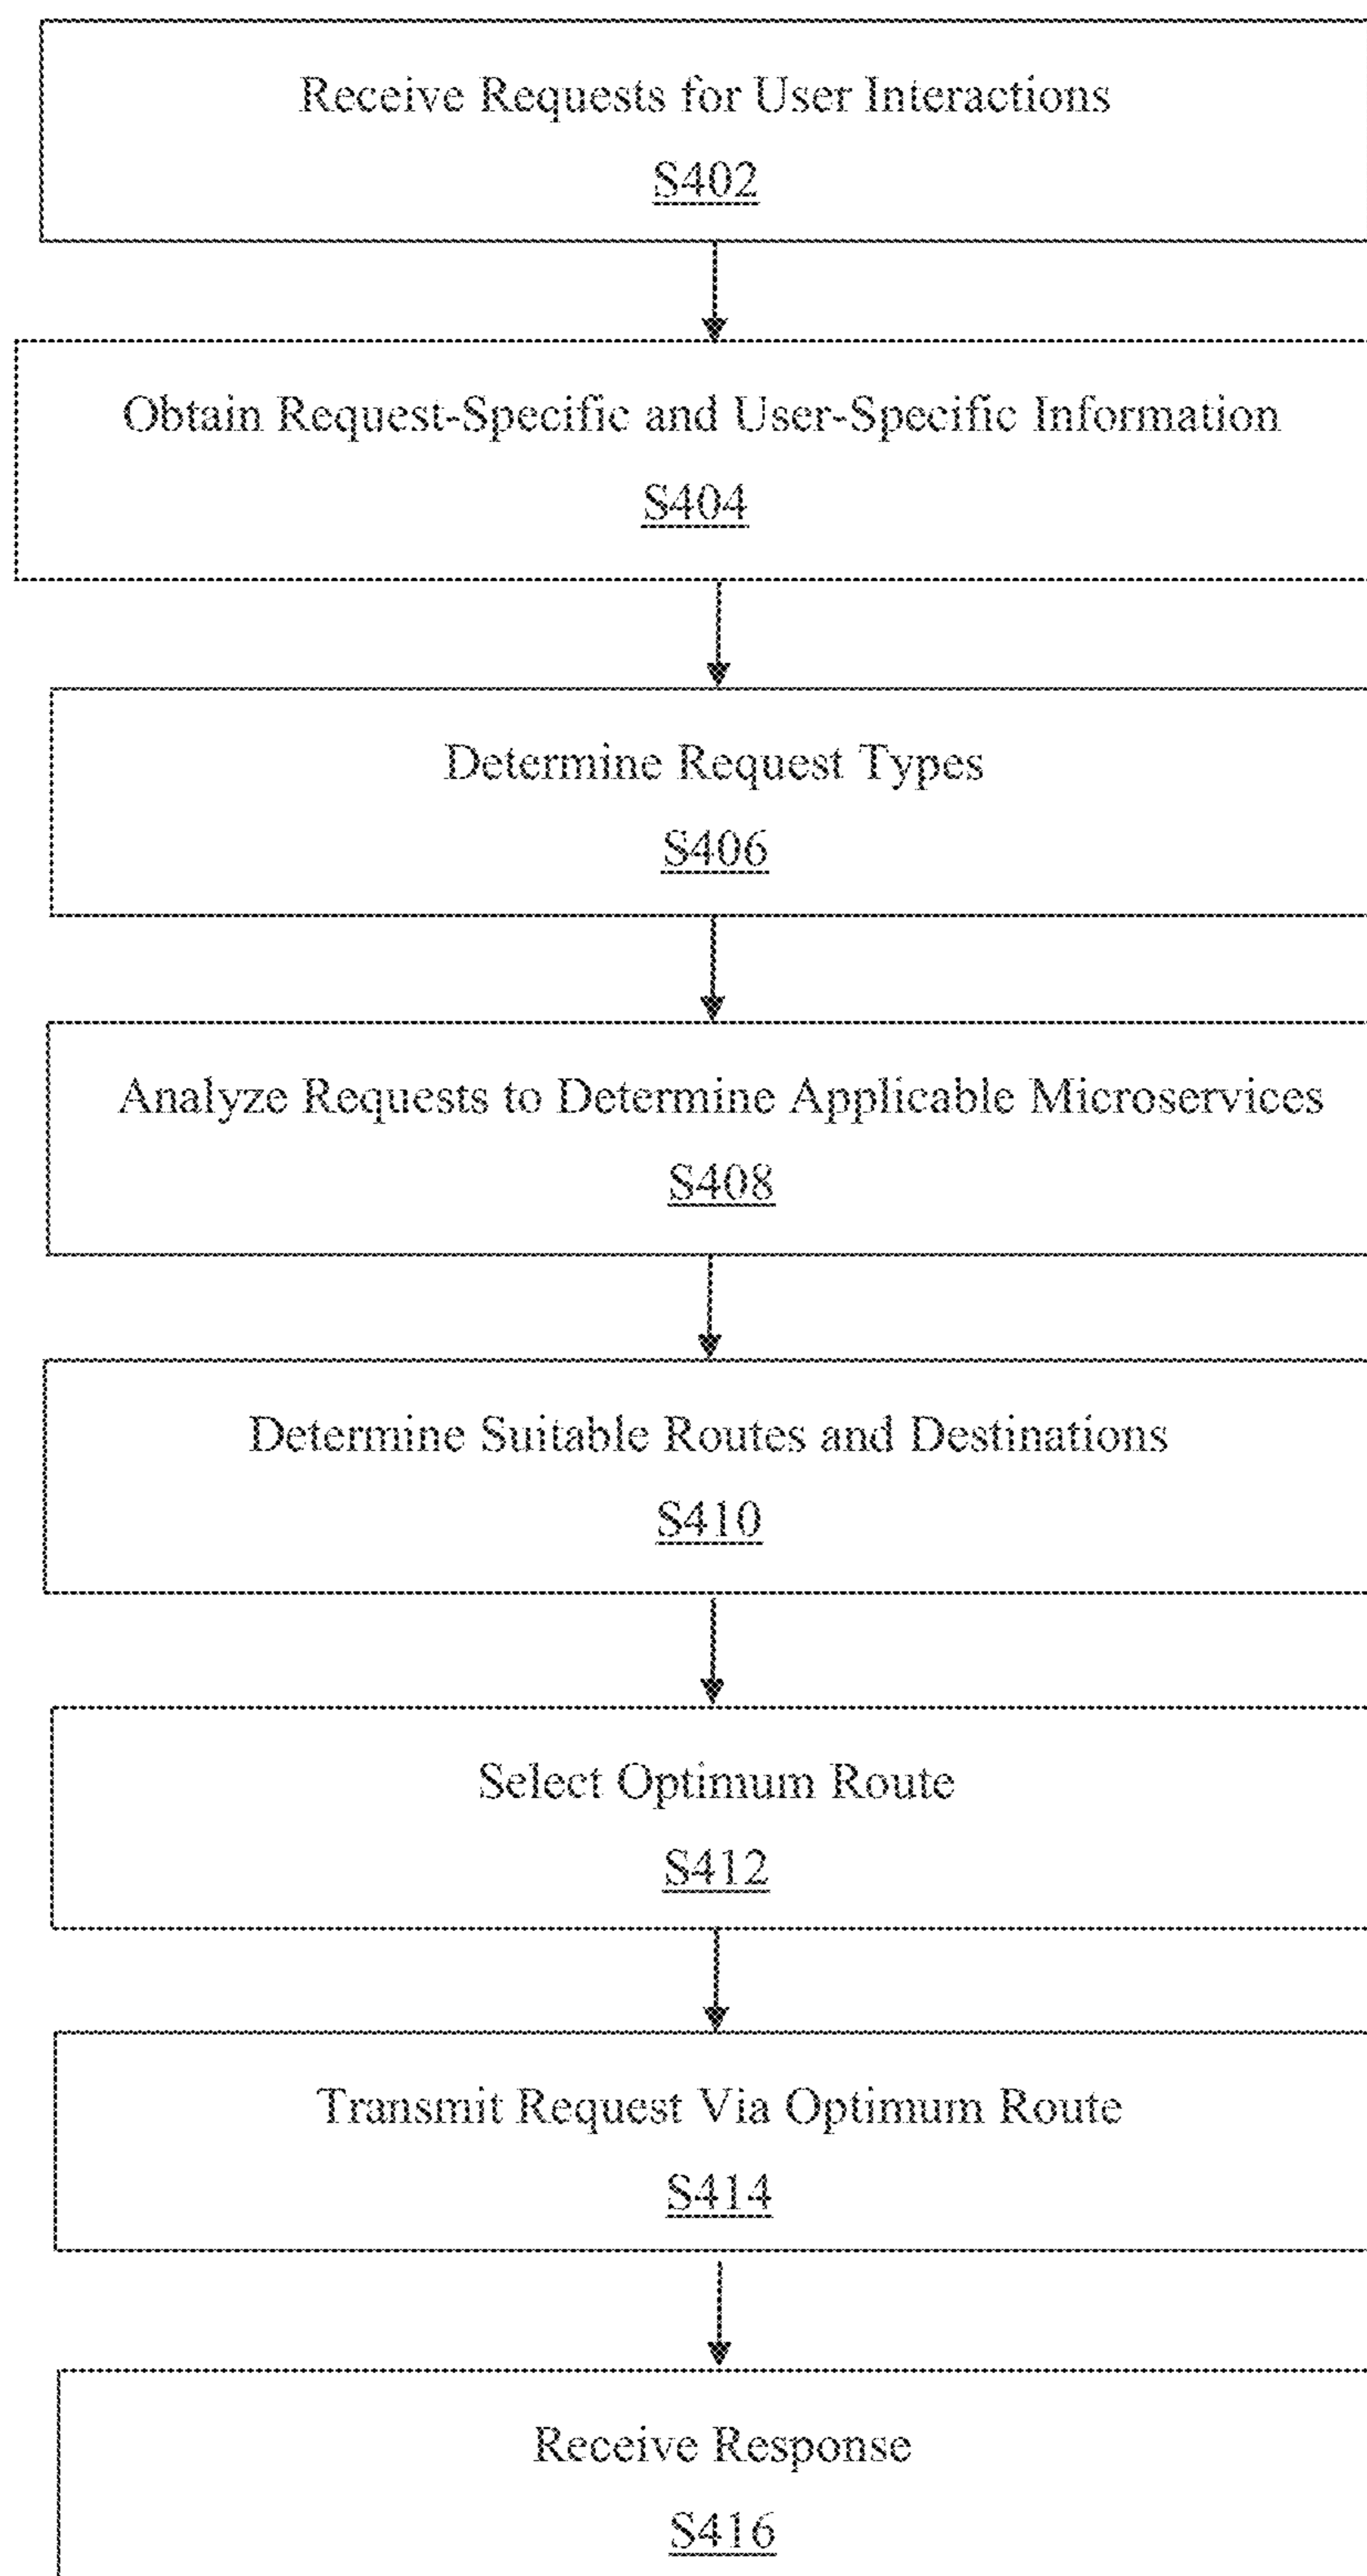 Receive Requests for User Interactions
S402
Obtain Request-Specific and User-Specific Information
S404
Determine Request Types
S406
Analyze Requests to Determine Applicable Microservices
S408
Determine Suitable Routes and Destinations
S410
Select Optimum Route
S412
Transmit Request Via Optimum Route
S414
Receive Response
S416